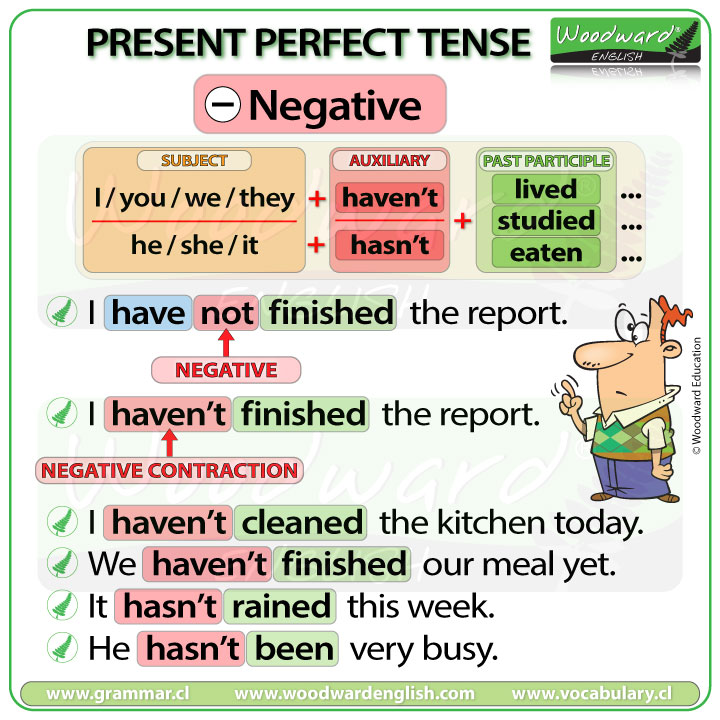 PRESENT PERFECT TENSE
Woodward®
ENGLISH
− Negative
SUBJECT
AUXILIARY
PAST PARTICIPLE
I / you / we / they + haven't
he / she / it + hasn't
+
lived ...
studied ...
eaten ...
I have not finished the report.
NEGATIVE
I haven't finished the report.
NEGATIVE CONTRACTION
© Woodward Education
I haven't cleaned the kitchen today.
We haven't finished our meal yet.
It hasn't rained this week.
He hasn't been very busy.
www.grammar.cl www.woodwardenglish.com www.vocabulary.cl